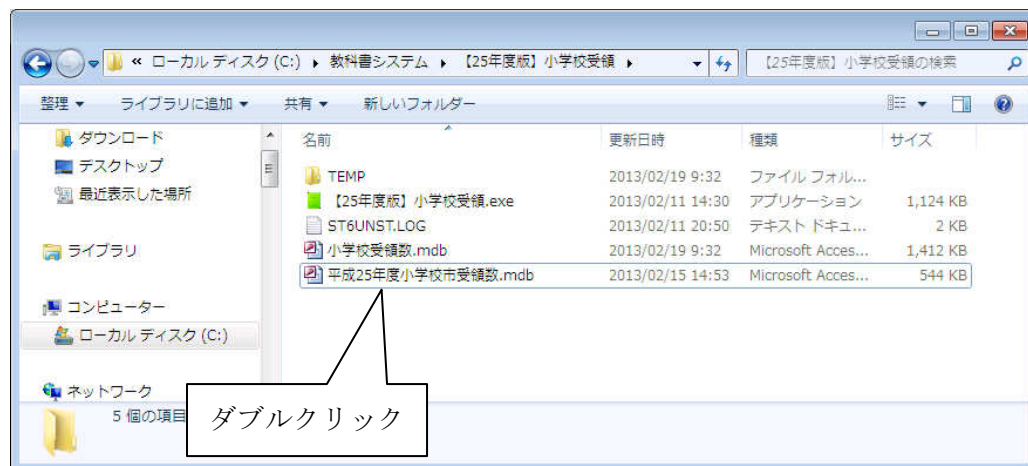 « ローカル ディスク (C:) ▸ 教科書システム ▸ 【25年度版】小学校受領 ▸ 【25年度版】小学校受領の検索
整理 ▼ ライブラリに追加 ▼ 共有 ▼ 新しいフォルダー
ダウンロード
デスクトップ
最近表示した場所
ライブラリ
コンピューター
ローカル ディスク (C:)
ネットワーク
名前 更新日時 種類 サイズ
TEMP 2013/02/19 9:32 ファイル フォル...
【25年度版】小学校受領.exe 2013/02/11 14:30 アプリケーション 1,124 KB
ST6UNST.LOG 2013/02/11 20:50 テキスト ドキュ... 2 KB
小学校受領数.mdb 2013/02/19 9:32 Microsoft Acces... 1,412 KB
平成25年度小学校市受領数.mdb 2013/02/15 14:53 Microsoft Acces... 544 KB
5 個の項目
ダブルクリック